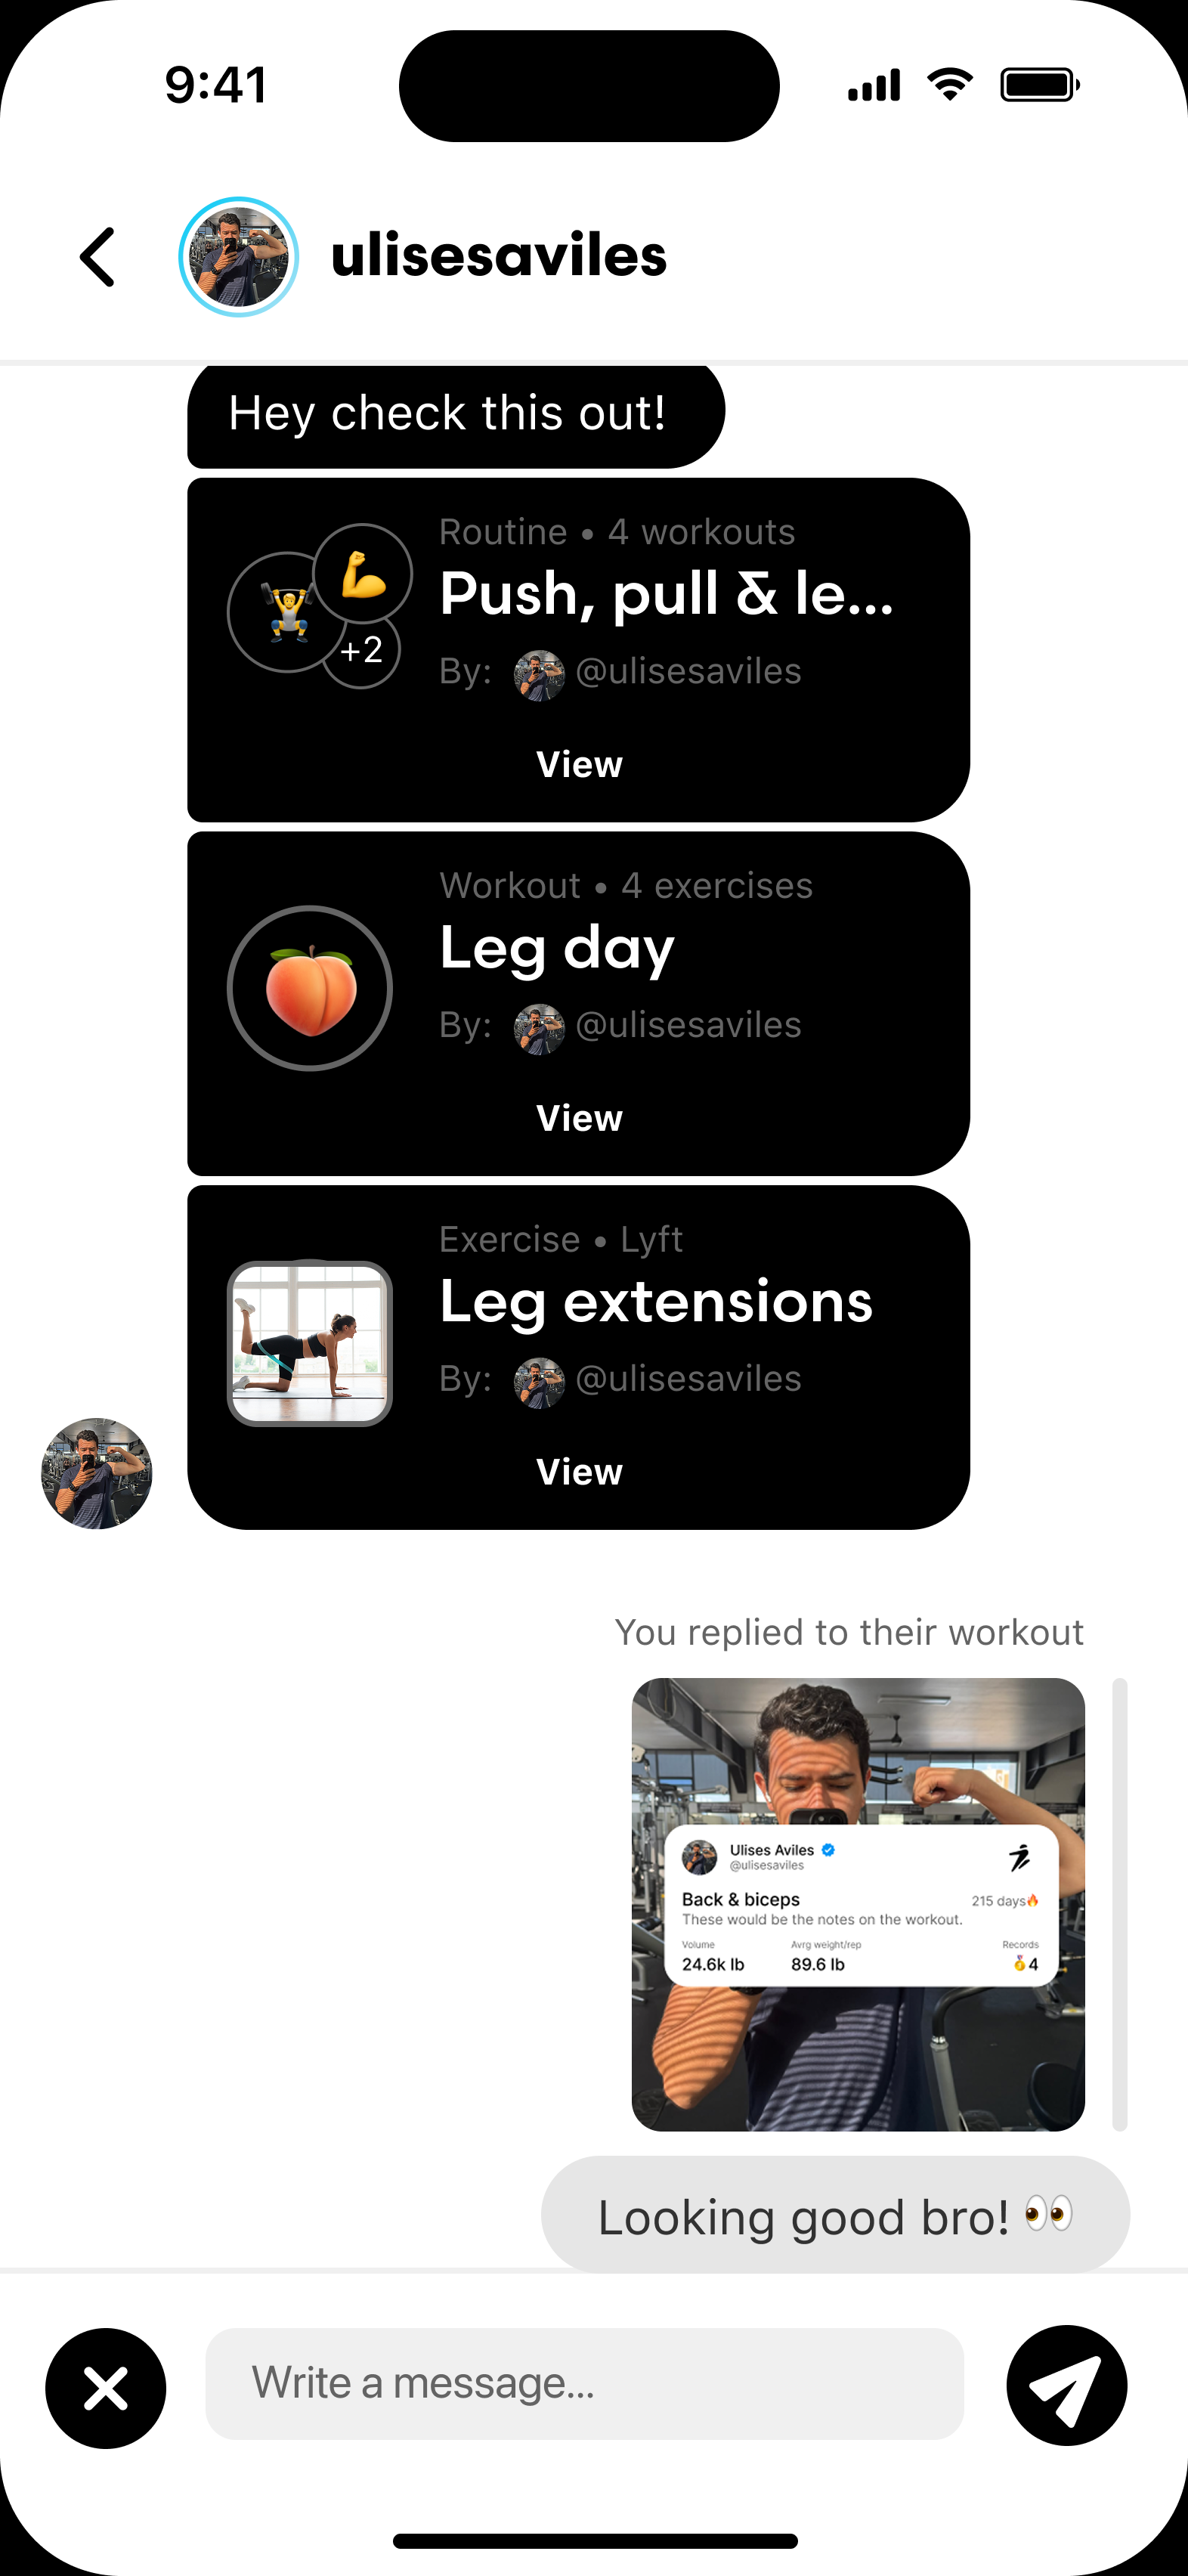 9:41
ulisesaviles
Hey check this out!
Routine • 4 workouts
Push, pull & le...
+2
By: @ulisesaviles
View
Workout • 4 exercises
Leg day
By: @ulisesaviles
View
Exercise • Lyft
Leg extensions
By: @ulisesaviles
View
You replied to their workout
Ulises Aviles
@ulisesaviles
Back & biceps 215 days🔥
These would be the notes on the workout.
Volume Avrg weight/rep Records
24.6k lb 89.6 lb 🏅4
Looking good bro! 👀
Write a message...